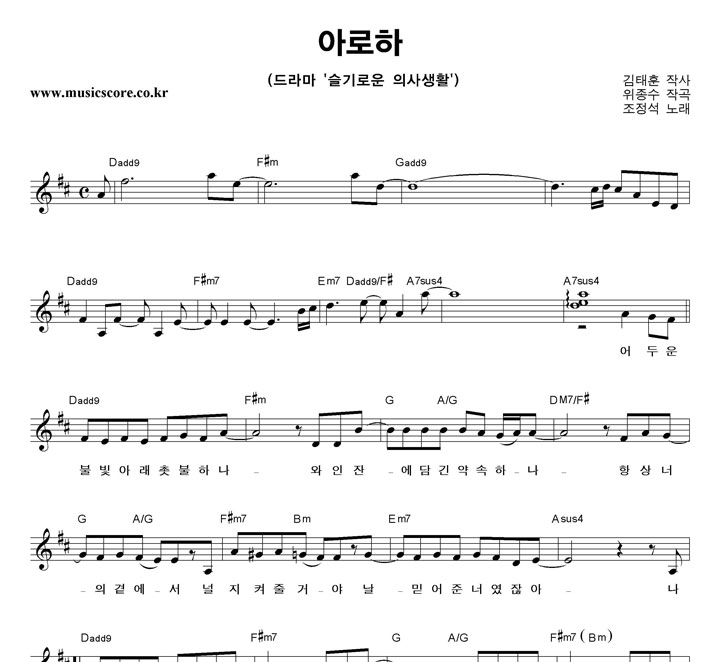 아로하
(드라마 '슬기로운 의사생활')
www.musicscore.co.kr
김태훈 작사
위종수 작곡
조정석 노래
Dadd9 F#m Gadd9
Dadd9 F#m7 Em7 Dadd9/F# A7sus4 A7sus4
어 두 운
Dadd9 F#m G A/G DM7/F#
불 빛 아 래 촛 불 하 나 - - 와 인 잔 - 에 담 긴 약 속 하 - 나 - 항 상 너
G A/G F#m7 Bm Em7 Asus4
- 의 곁 에 - 서 널 지 켜 줄 거 - 야 날 - 믿 어 준 너 였 잖 아 - 나
Dadd9 F#m7 G A/G F#m7 ( Bm )